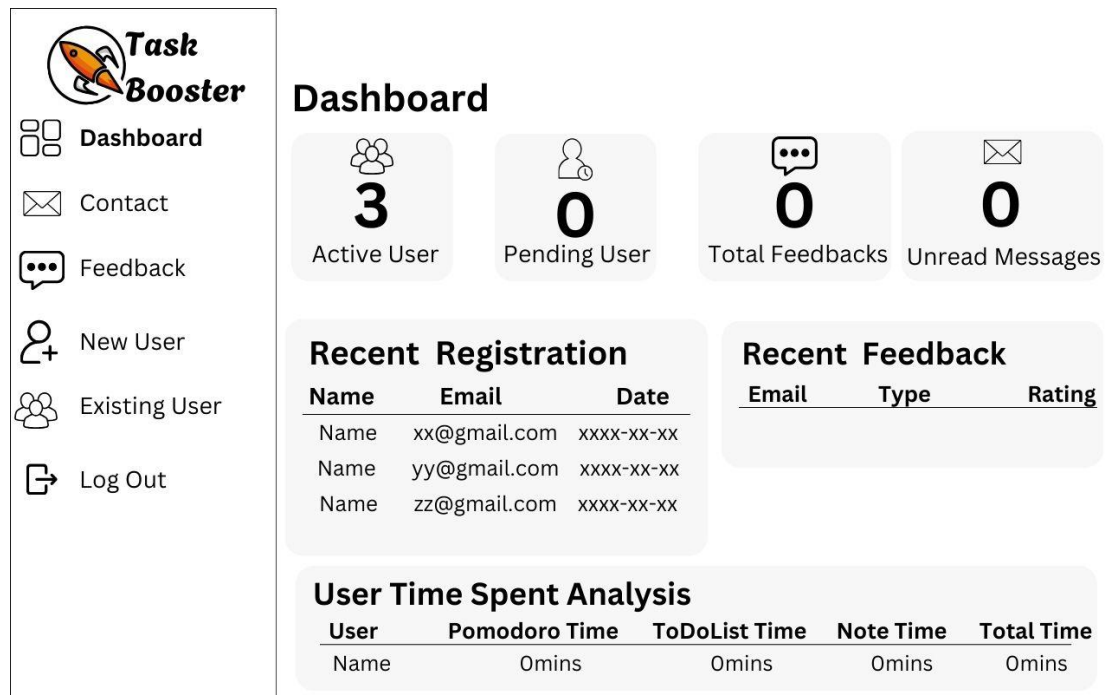 Task
Booster
Dashboard
Contact
Feedback
New User
Existing User
Log Out
Dashboard
3
Active User
0
Pending User
0
Total Feedbacks
0
Unread Messages
Recent Registration
Name Email Date
Name xx@gmail.com xxxx-xx-xx
Name yy@gmail.com xxxx-xx-xx
Name zz@gmail.com xxxx-xx-xx
Recent Feedback
Email Type Rating
User Time Spent Analysis
User Pomodoro Time ToDoList Time Note Time Total Time
Name 0mins 0mins 0mins 0mins